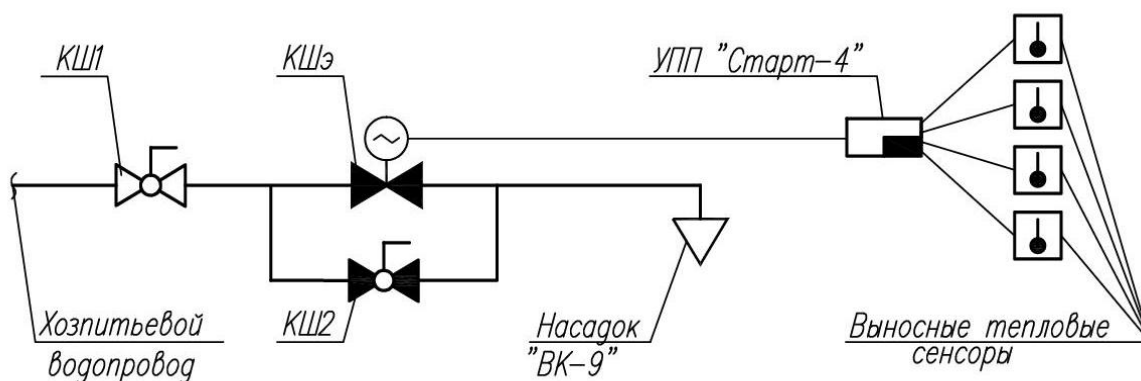 КШ1
КШэ
УПП "Старт-4"
Хозпитьевой
водопровод
КШ2
Насадок
"ВК-9"
Выносные тепловые
сенсоры